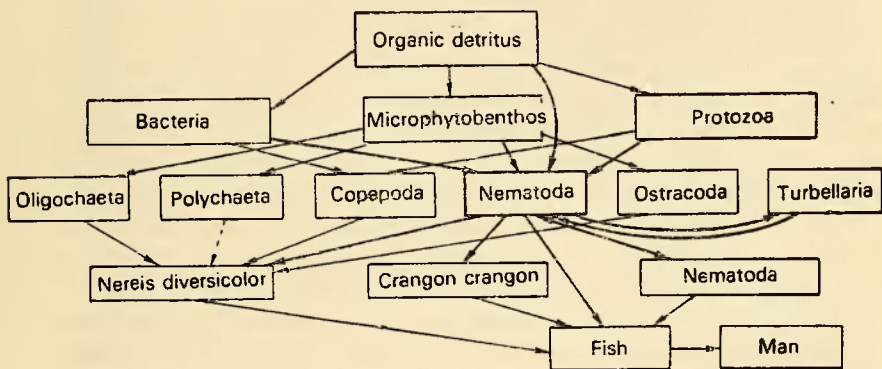 Organic detritus
Bacteria
Microphytobenthos
Protozoa
Oligochaeta
Polychaeta
Copepoda
Nematoda
Ostracoda
Turbellaria
Nereis diversicolor
Crangon crangon
Nematoda
Fish
Man